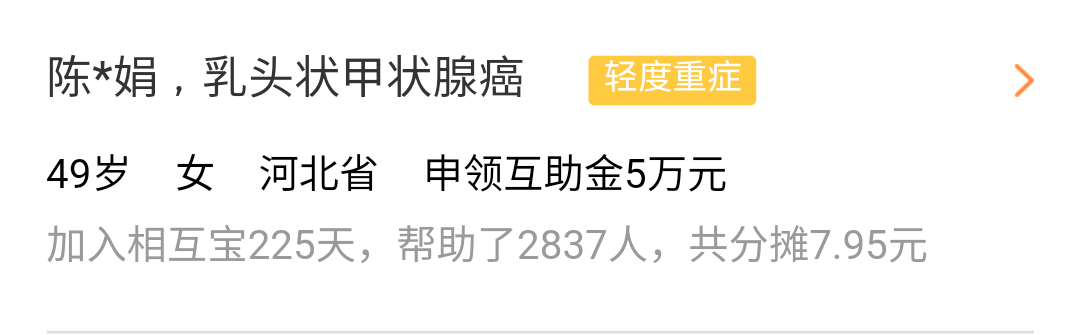 陈*娟，乳头状甲状腺癌 轻度重症
49岁 女 河北省 申领互助金5万元
加入相互宝225天，帮助了2837人，共分摊7.95元